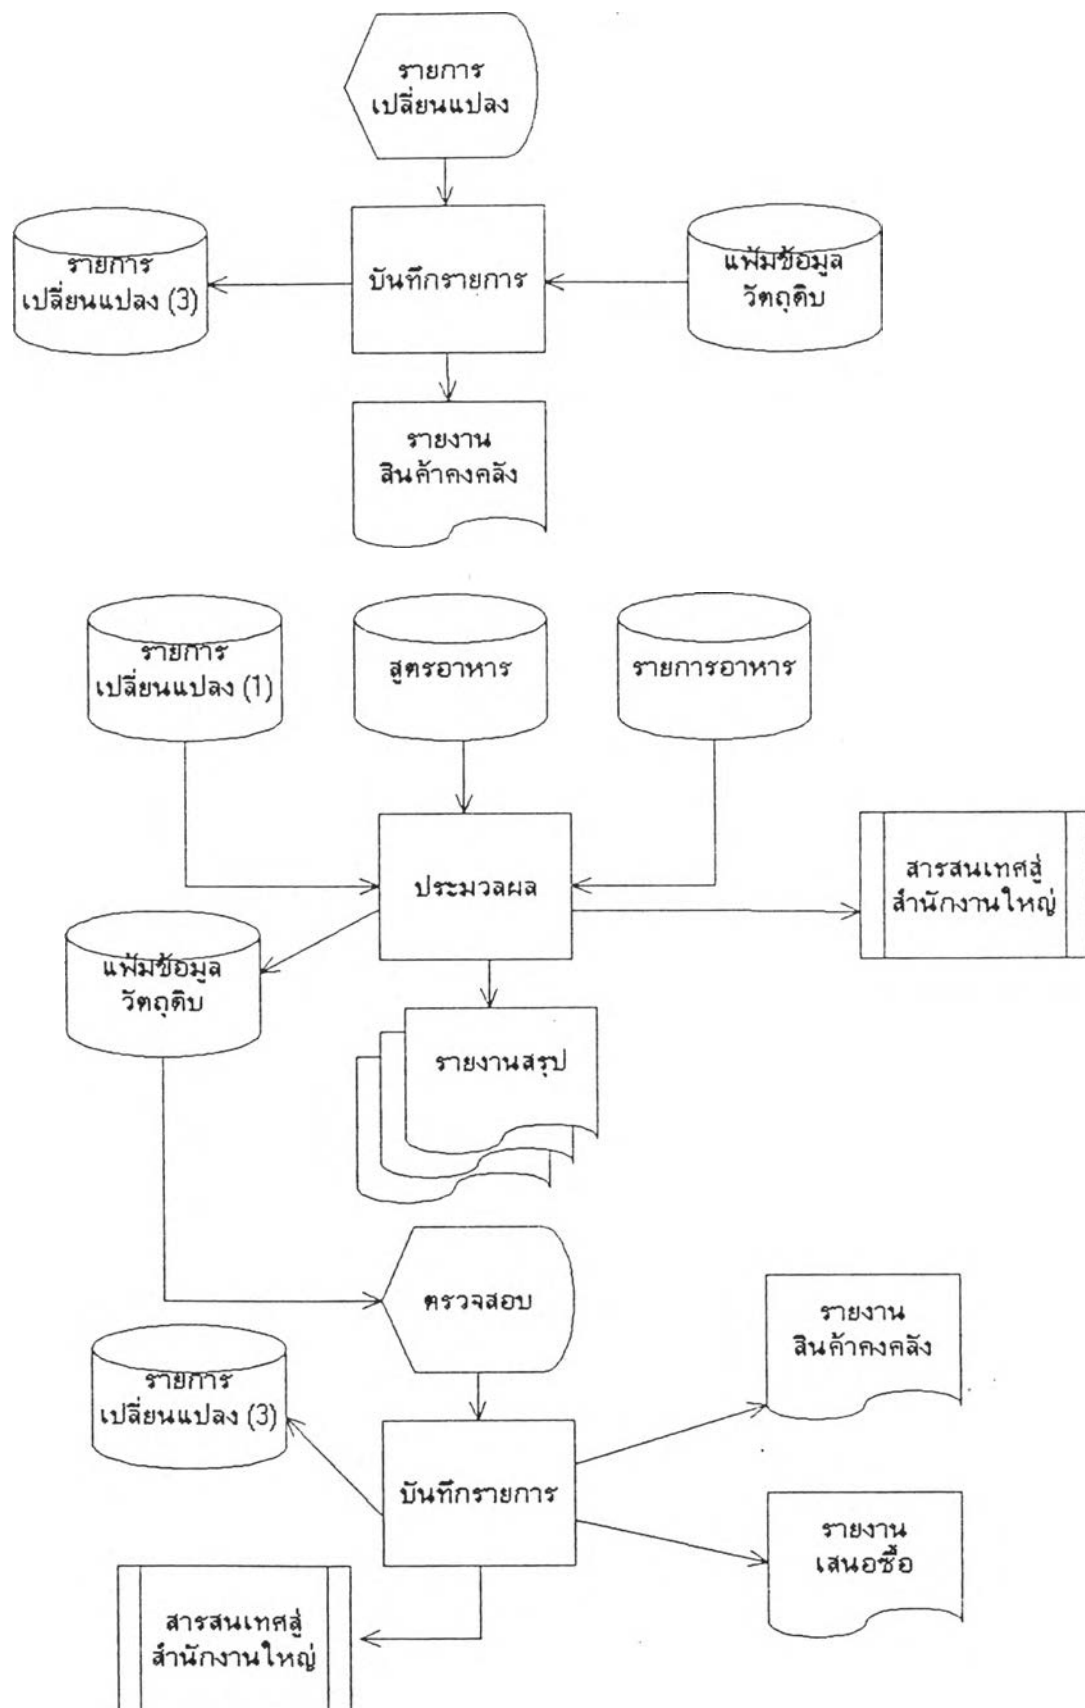 รายการ
เปลี่ยนแปลง
รายการ
เปลี่ยนแปลง (3)
บันทึกรายการ
แฟ้มข้อมูล
วัตถุดิบ
รายงาน
สินค้าคงคลัง
รายการ
เปลี่ยนแปลง (1)
สูตรอาหาร
รายการอาหาร
ประมวลผล
สารสนเทศสู่
สำนักงานใหญ่
แฟ้มข้อมูล
วัตถุดิบ
รายงานสรุป
ตรวจสอบ
รายงาน
สินค้าคงคลัง
รายการ
เปลี่ยนแปลง (3)
บันทึกรายการ
รายงาน
เสนอซื้อ
สารสนเทศสู่
สำนักงานใหญ่